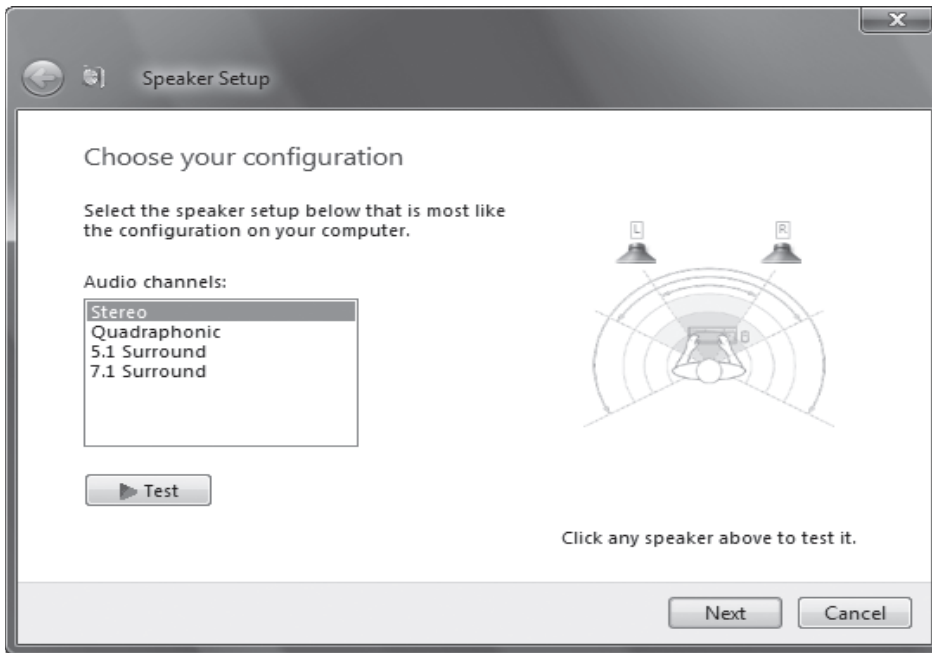 Speaker Setup
Choose your configuration
Select the speaker setup below that is most like
the configuration on your computer.
Audio channels:
Stereo
Quadraphonic
5.1 Surround
7.1 Surround
Test
L R
Click any speaker above to test it.
Next Cancel